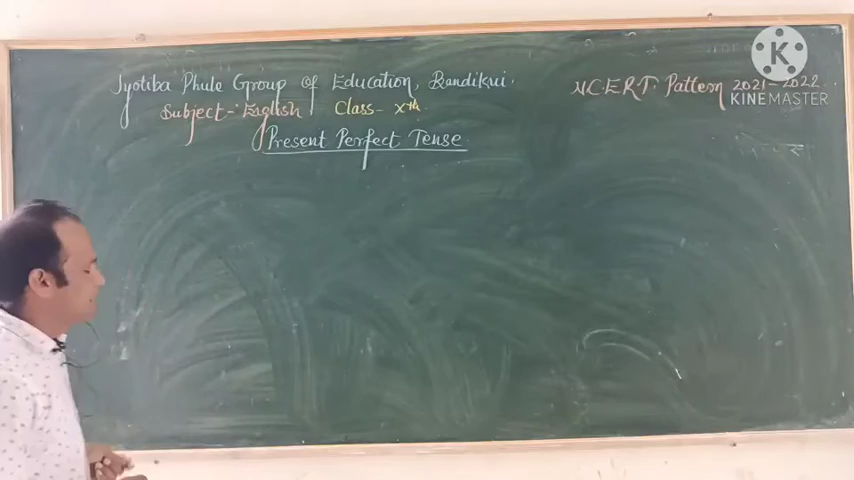 Jyotiba Phule Group of Education, Bandikui.
NCERT. Pattern 2021-2022
Subject-: English Class- Xth
Present Perfect Tense
K
KINEMASTER